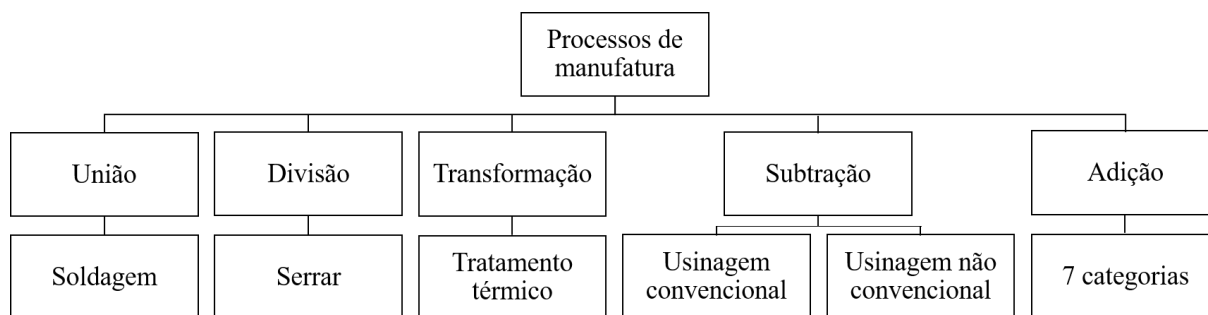 Processos de
manufatura
União
Divisão
Transformação
Subtração
Adição
Soldagem
Serrar
Tratamento
térmico
Usinagem
convencional
Usinagem não
convencional
7 categorias